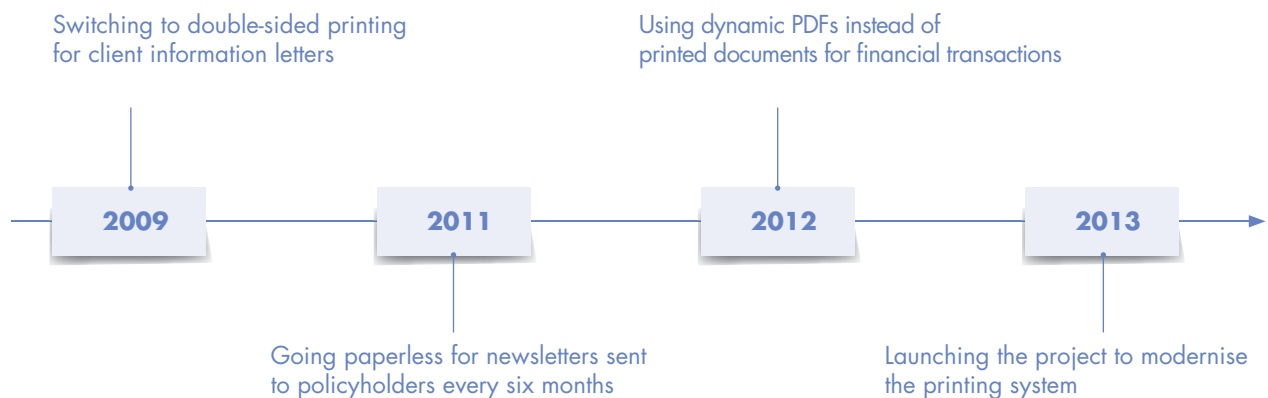 Switching to double-sided printing
for client information letters
Using dynamic PDFs instead of
printed documents for financial transactions
2009
2011
2012
2013
Going paperless for newsletters sent
to policyholders every six months
Launching the project to modernise
the printing system